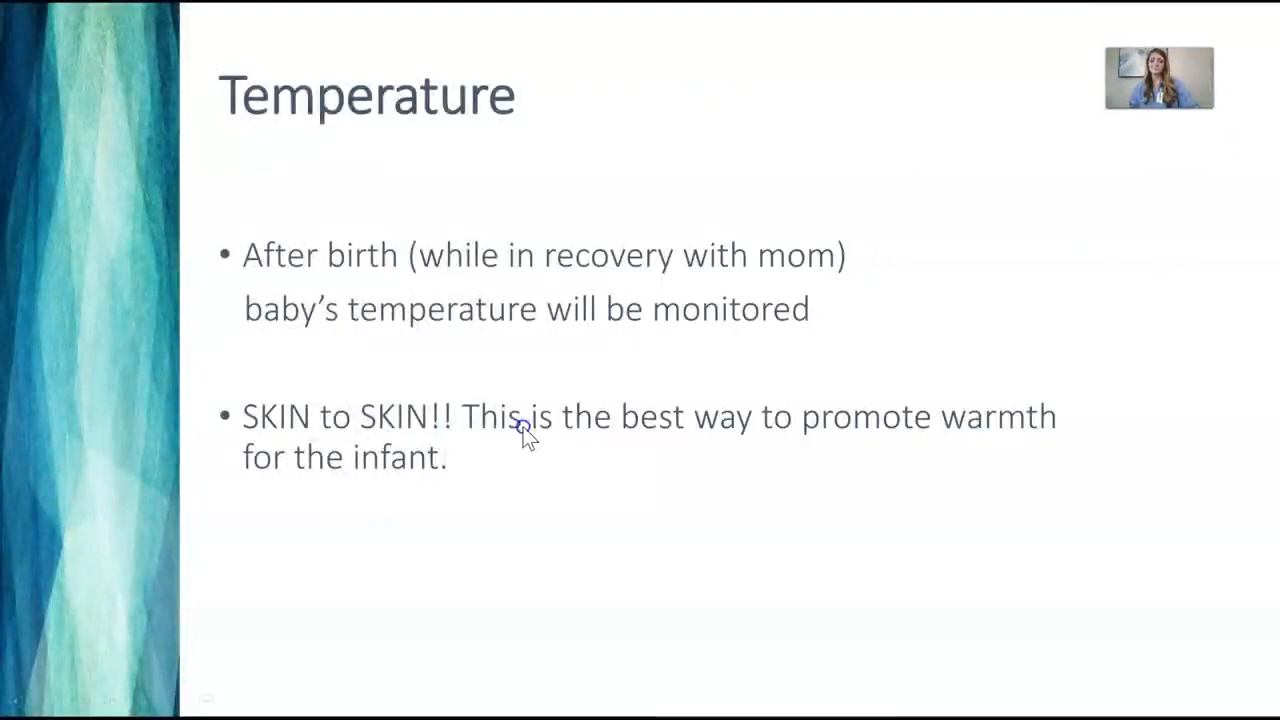 Temperature
• After birth (while in recovery with mom)
baby’s temperature will be monitored
• SKIN to SKIN!! This is the best way to promote warmth
for the infant.